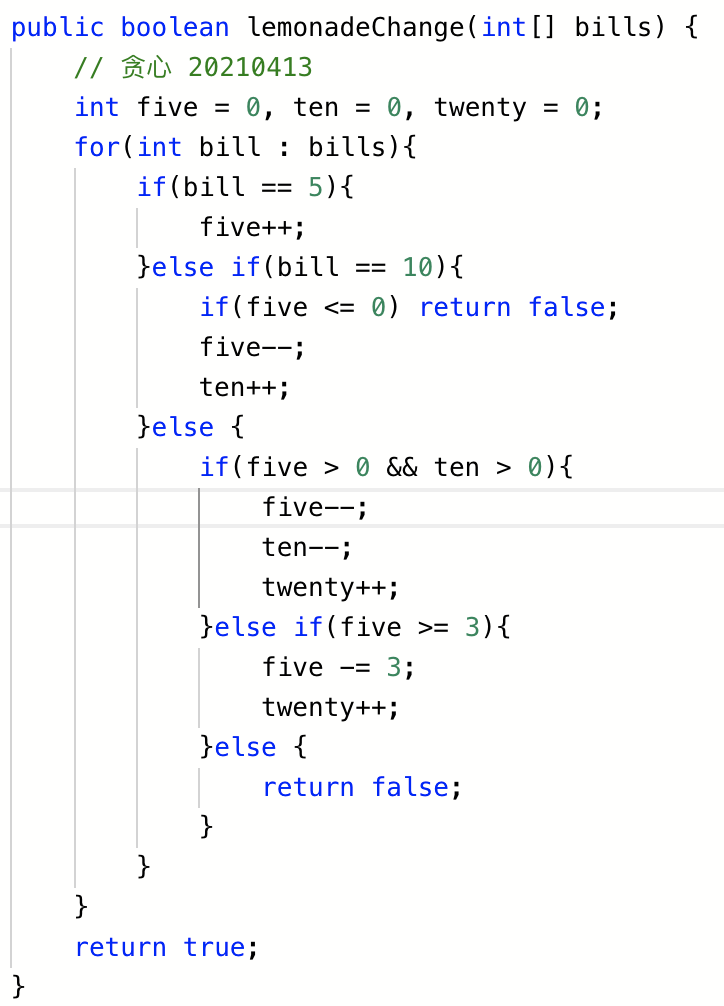 public boolean lemonadeChange(int[] bills) {
    // 贪心 20210413
    int five = 0, ten = 0, twenty = 0;
    for(int bill : bills){
        if(bill == 5){
            five++;
        }else if(bill == 10){
            if(five <= 0) return false;
            five--;
            ten++;
        }else {
            if(five > 0 && ten > 0){
                five--;
                ten--;
                twenty++;
            }else if(five >= 3){
                five -= 3;
                twenty++;
            }else {
                return false;
            }
        }
    }
    return true;
}